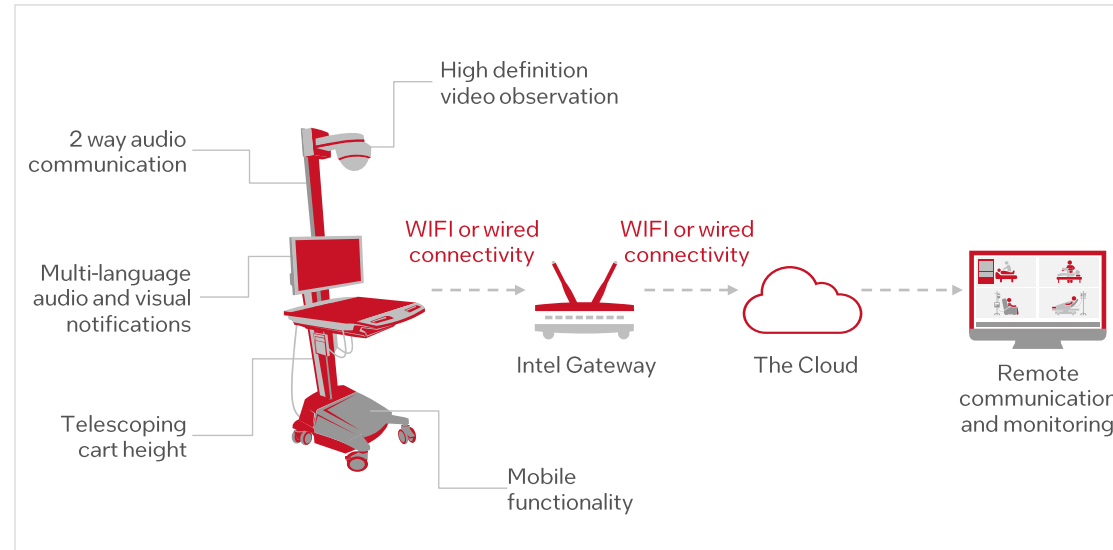 High definition
video observation
2 way audio
communication
Multi-language
audio and visual
notifications
Telescoping
cart height
Mobile
functionality
WIFI or wired
connectivity
WIFI or wired
connectivity
Intel Gateway
The Cloud
Remote
communication
and monitoring